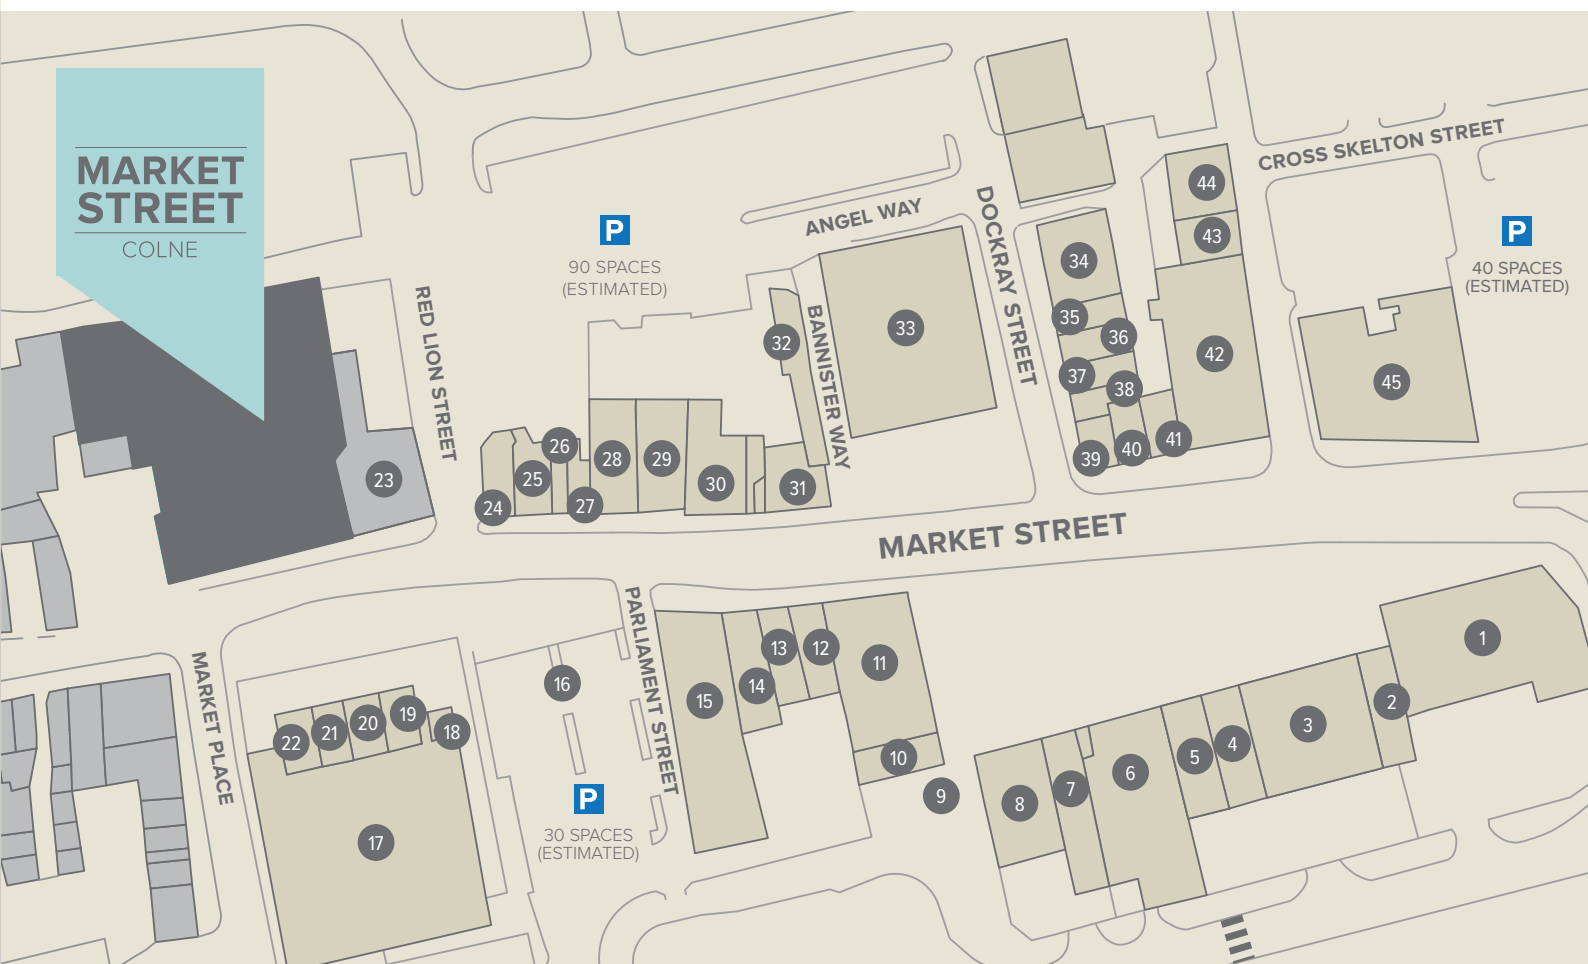 MARKET
STREET
COLNE
CROSS SKELTON STREET
44
P
ANGEL WAY
DOCKRAY STREET
P
43
90 SPACES
(ESTIMATED)
34
40 SPACES
(ESTIMATED)
RED LION STREET
32
BANNISTER WAY
33
35
36
42
37
38
45
26
28
29
25
23
24
27
30
31
39
40
41
MARKET STREET
PARLIAMENT STREET
MARKET PLACE
16
15
14
13
12
11
10
9
1
2
3
4
5
6
7
8
22
21
20
19
18
17
P
30 SPACES
(ESTIMATED)